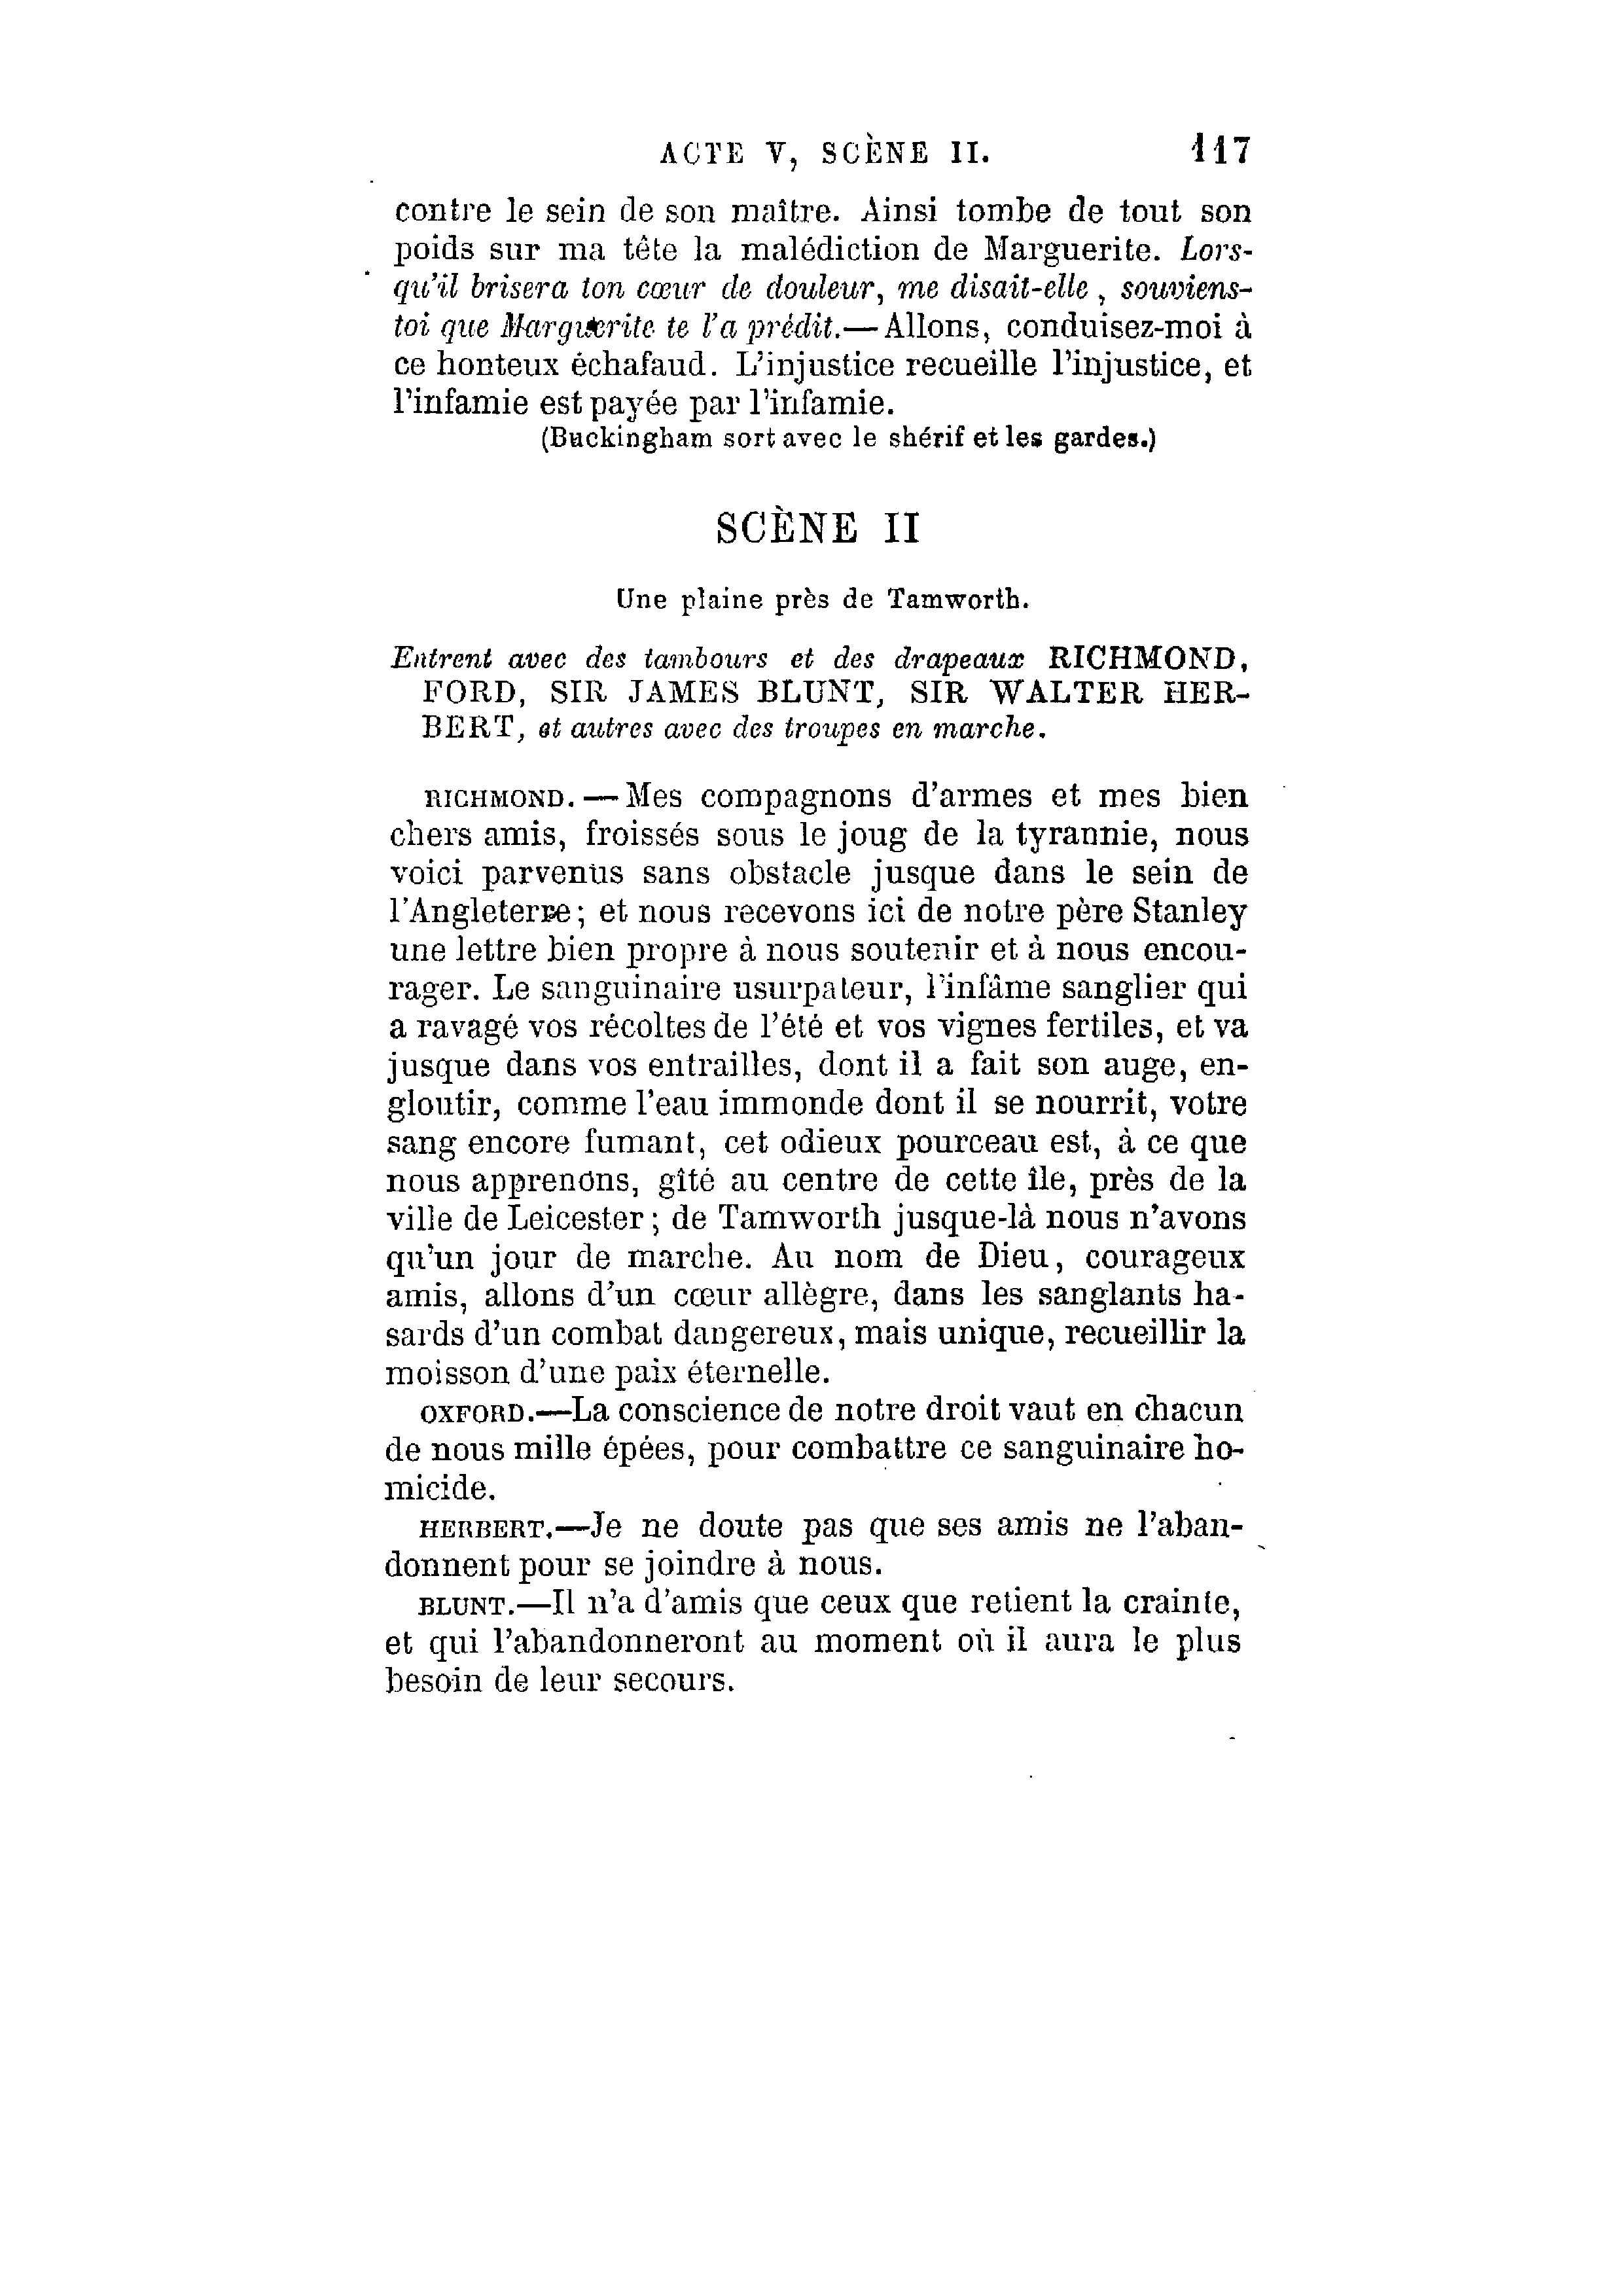 ACTE V, SCÈNE II. 117
contre le sein de son maître. Ainsi tombe de tout son
poids sur ma tête la malédiction de Marguerite. Lors-
qu'il brisera ton cœur de douleur, me disait-elle, souviens-
toi que Marguerite te l'a prédit.—Allons, conduisez-moi à
ce honteux échafaud. L'injustice recueille l'injustice, et
l'infamie est payée par l'infamie.
(Buckingham sort avec le shérif et les gardes.)
SCÈNE II
Une plaine près de Tamworth.
Entrent avec des tambours et des drapeaux RICHMOND,
FORD, SIR JAMES BLUNT, SIR WALTER HER-
BERT, et autres avec des troupes en marche.
RICHMOND.—Mes compagnons d'armes et mes bien
chers amis, froissés sous le joug de la tyrannie, nous
voici parvenus sans obstacle jusque dans le sein de
l'Angleterre; et nous recevons ici de notre père Stanley
une lettre bien propre à nous soutenir et à nous encou-
rager. Le sanguinaire usurpateur, l'infâme sanglier qui
a ravagé vos récoltes de l'été et vos vignes fertiles, et va
jusque dans vos entrailles, dont il a fait son auge, en-
gloutir, comme l'eau immonde dont il se nourrit, votre
sang encore fumant, cet odieux pourceau est, à ce que
nous apprenons, gîté au centre de cette île, près de la
ville de Leicester; de Tamworth jusque-là nous n'avons
qu'un jour de marche. Au nom de Dieu, courageux
amis, allons d'un cœur allègre, dans les sanglants ha-
sards d'un combat dangereux, mais unique, recueillir la
moisson d'une paix éternelle.
OXFORD.—La conscience de notre droit vaut en chacun
de nous mille épées, pour combattre ce sanguinaire ho-
micide.
HERBERT.—Je ne doute pas que ses amis ne l'aban-
donnent pour se joindre à nous.
BLUNT.—Il n'a d'amis que ceux que retient la crainte,
et qui l'abandonneront au moment où il aura le plus
besoin de leur secours.